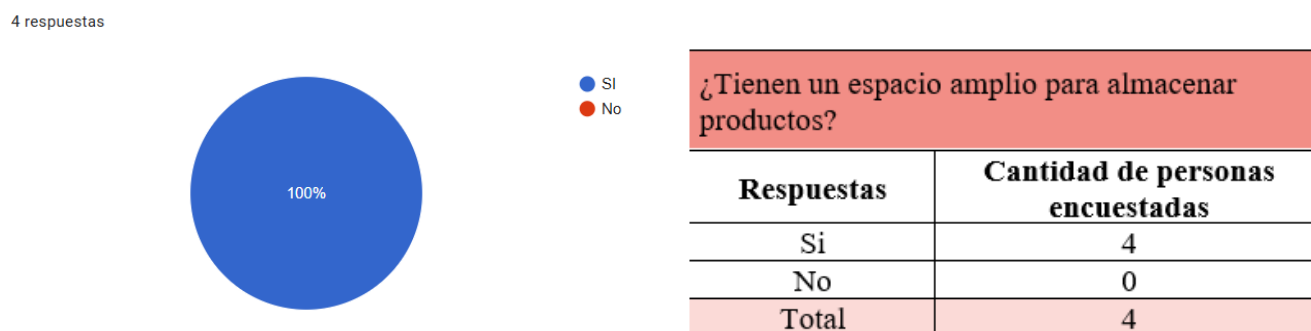 4 respuestas
SI
No
100%
¿Tienen un espacio amplio para almacenar
productos?
Respuestas
Cantidad de personas
encuestadas
Si 4
No 0
Total 4